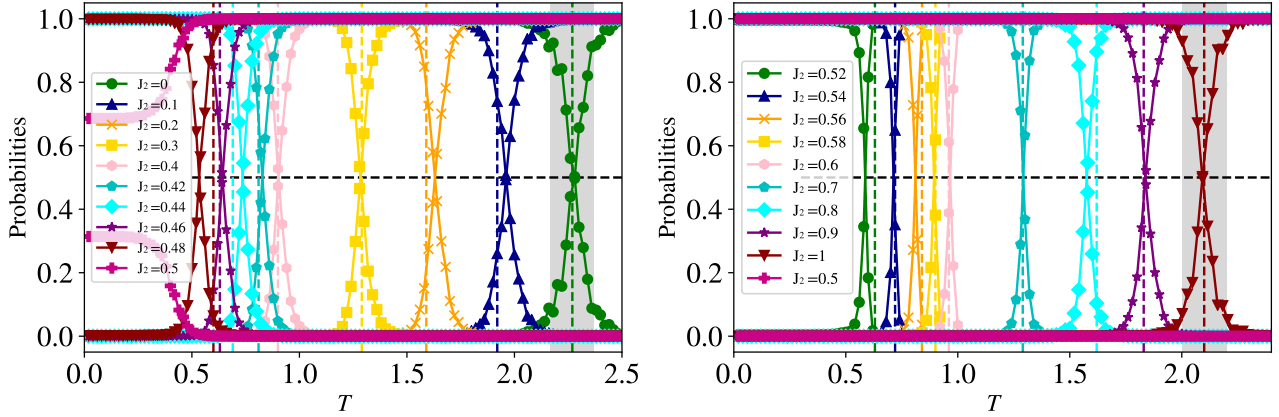 1.0
0.8
0.6
0.4
0.2
0.0
Probabilities
J₂=0
J₂=0.1
J₂=0.2
J₂=0.3
J₂=0.4
J₂=0.42
J₂=0.44
J₂=0.46
J₂=0.48
J₂=0.5
0.0 0.5 1.0 1.5 2.0 2.5
T
1.0
0.8
0.6
0.4
0.2
0.0
Probabilities
J₂=0.52
J₂=0.54
J₂=0.56
J₂=0.58
J₂=0.6
J₂=0.7
J₂=0.8
J₂=0.9
J₂=1
J₂=0.5
0.0 0.5 1.0 1.5 2.0
T